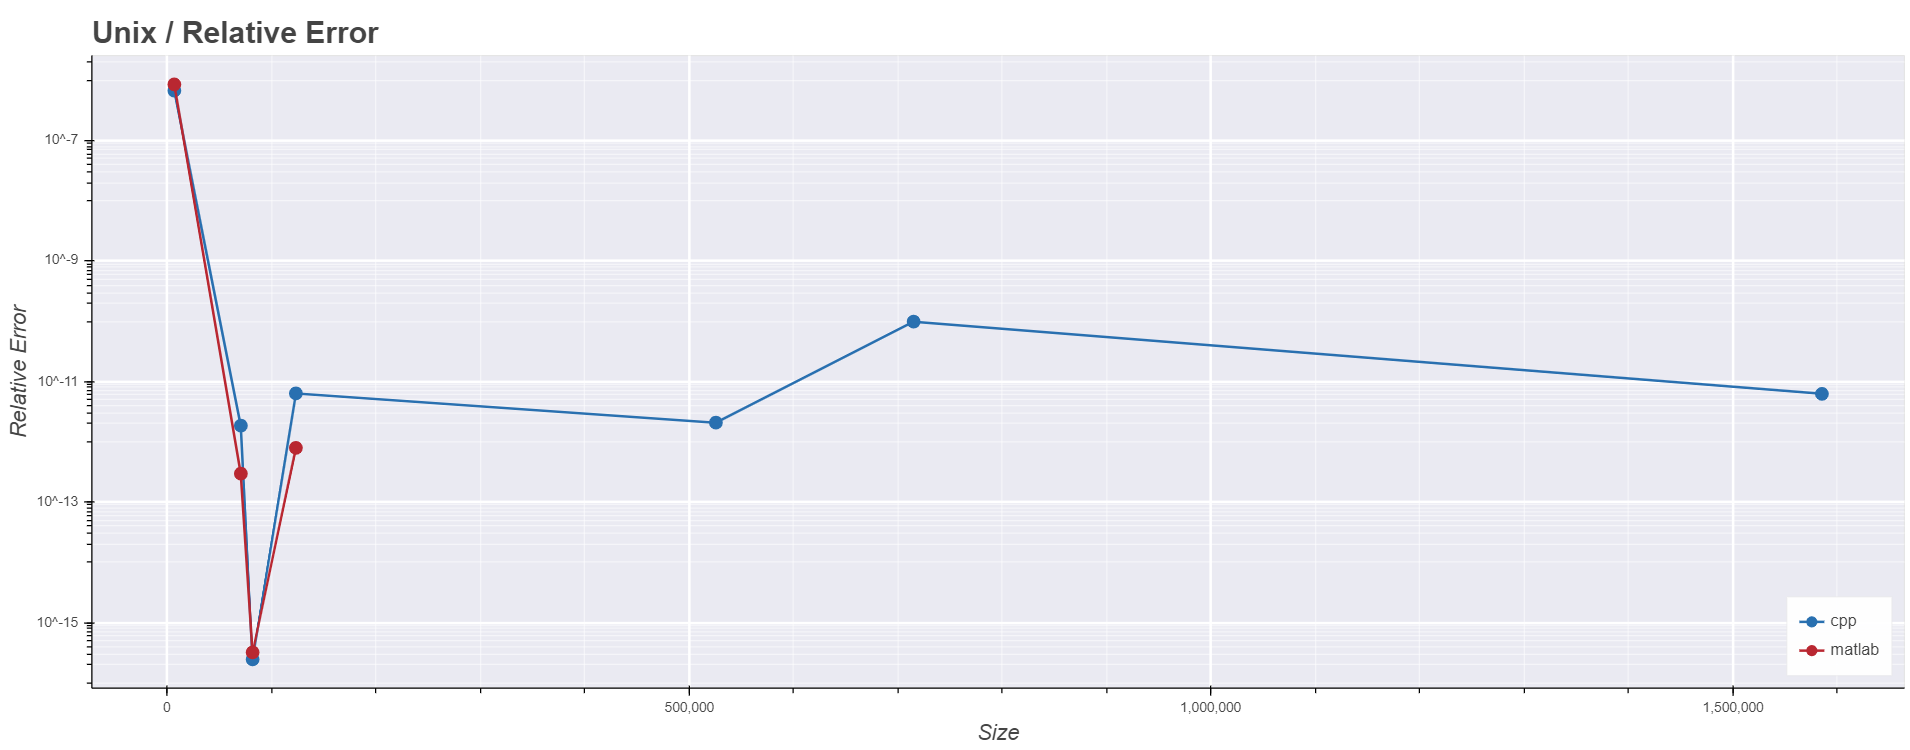 Unix / Relative Error
10^-7
10^-9
10^-11
10^-13
10^-15
Relative Error
0
500,000
1,000,000
1,500,000
Size
cpp
matlab